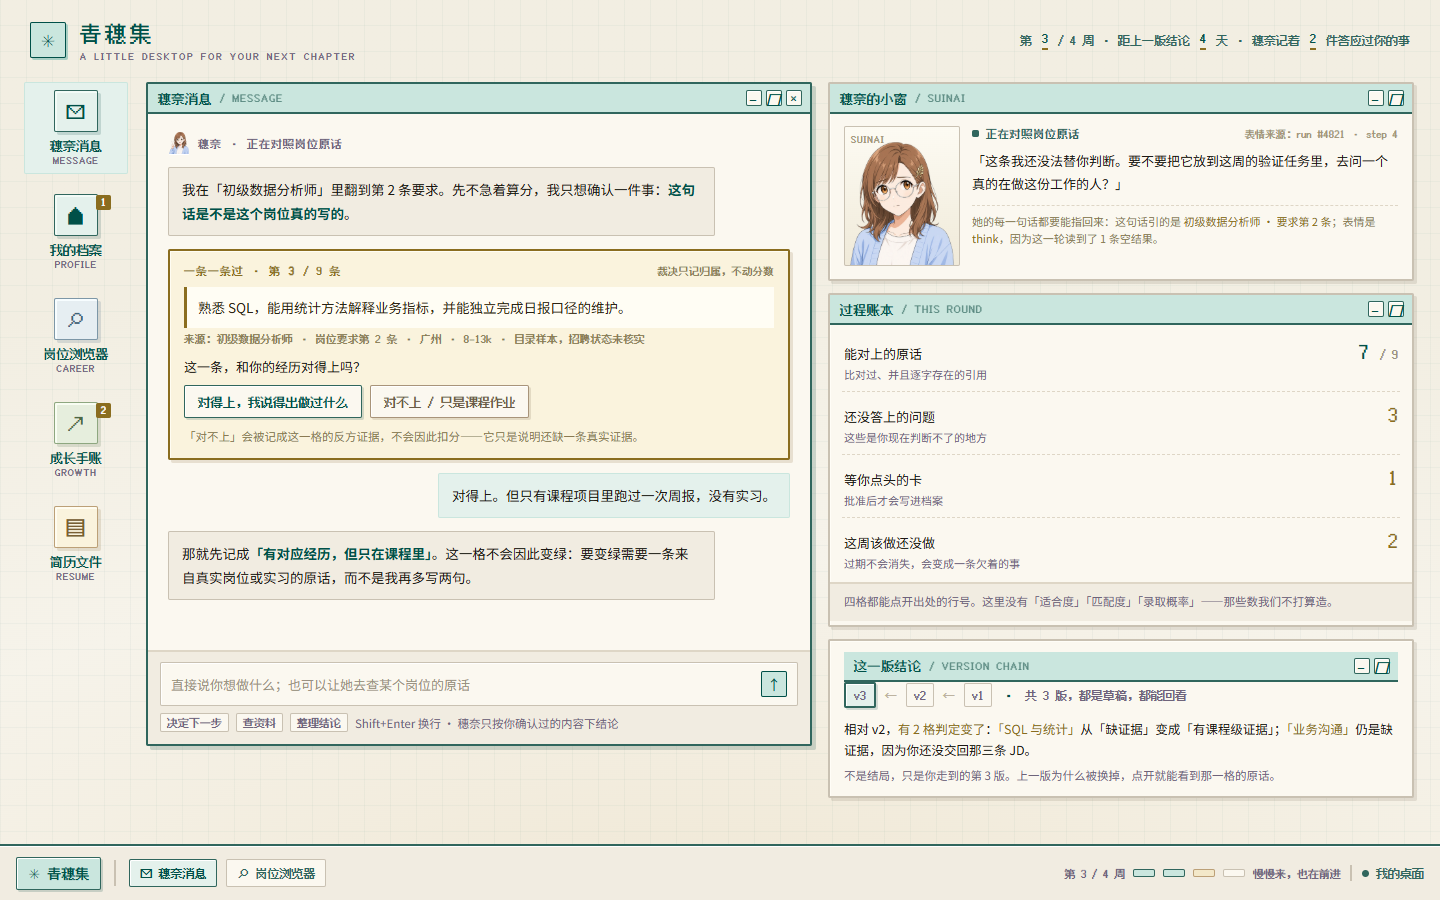 青穗集
A LITTLE DESKTOP FOR YOUR NEXT CHAPTER
第 3 / 4 周 · 距上一版结论 4 天 · 穗奈记着 2 件答应过你的事
穗奈消息
MESSAGE
1
我的档案
PROFILE
岗位浏览器
CAREER
2
成长手账
GROWTH
简历文件
RESUME
穗奈消息 / MESSAGE
穗奈 · 正在对照岗位原话
我在「初级数据分析师」里翻到第 2 条要求。先不急着算分，我只想确认一件事：这句
话是不是这个岗位真的写的。
一条一条过 · 第 3 / 9 条
裁决只记归属，不动分数
熟悉 SQL，能用统计方法解释业务指标，并能独立完成日报口径的维护。
来源：初级数据分析师 · 岗位要求第 2 条 · 广州 · 8-13k · 目录样本，招聘状态未核实
这一条，和你的经历对得上吗？
对得上，我说得出做过什么
对不上 / 只是课程作业
「对不上」会被记成这一格的反方证据，不会因此扣分——它只是说明还缺一条真实证据。
对得上。但只有课程项目里跑过一次周报，没有实习。
那就先记成「有对应经历，但只在课程里」。这一格不会因此变绿：要变绿需要一条来
自真实岗位或实习的原话，而不是我再多写两句。
直接说你想做什么；也可以让她去查某个岗位的原话
↑
决定下一步
查资料
整理结论
Shift+Enter 换行 · 穗奈只按你确认过的内容下结论
穗奈的小窗 / SUINAI
SUINAI
正在对照岗位原话
表情来源：run #4821 · step 4
「这条我还没法替你判断。要不要把它放到这周的验证任务里，去问一个
真的在做这份工作的人？」
她的每一句话都要能指回来：这句话引的是 初级数据分析师 · 要求第 2 条；表情是
think，因为这一轮读到了 1 条空结果。
过程账本 / THIS ROUND
能对上的原话
7 / 9
比对过、并且逐字存在的引用
还没答上的问题
3
这些是你现在判断不了的地方
等你点头的卡
1
批准后才会写进档案
这周该做还没做
2
过期不会消失，会变成一条欠着的事
四格都能点开出处的行号。这里没有「适合度」「匹配度」「录取概率」——那些数我们不打算造。
这一版结论 / VERSION CHAIN
v3 ← v2 ← v1 · 共 3 版，都是草稿，都能回看
相对 v2，有 2 格判定变了：「SQL 与统计」从「缺证据」变成「有课程级证据」；「业务沟通」仍是缺
证据，因为你还没交回那三条 JD。
不是结局，只是你走到的第 3 版。上一版为什么被换掉，点开就能看到那一格的原话。
青穗集
穗奈消息
岗位浏览器
第 3 / 4 周
慢慢来，也在前进
我的桌面